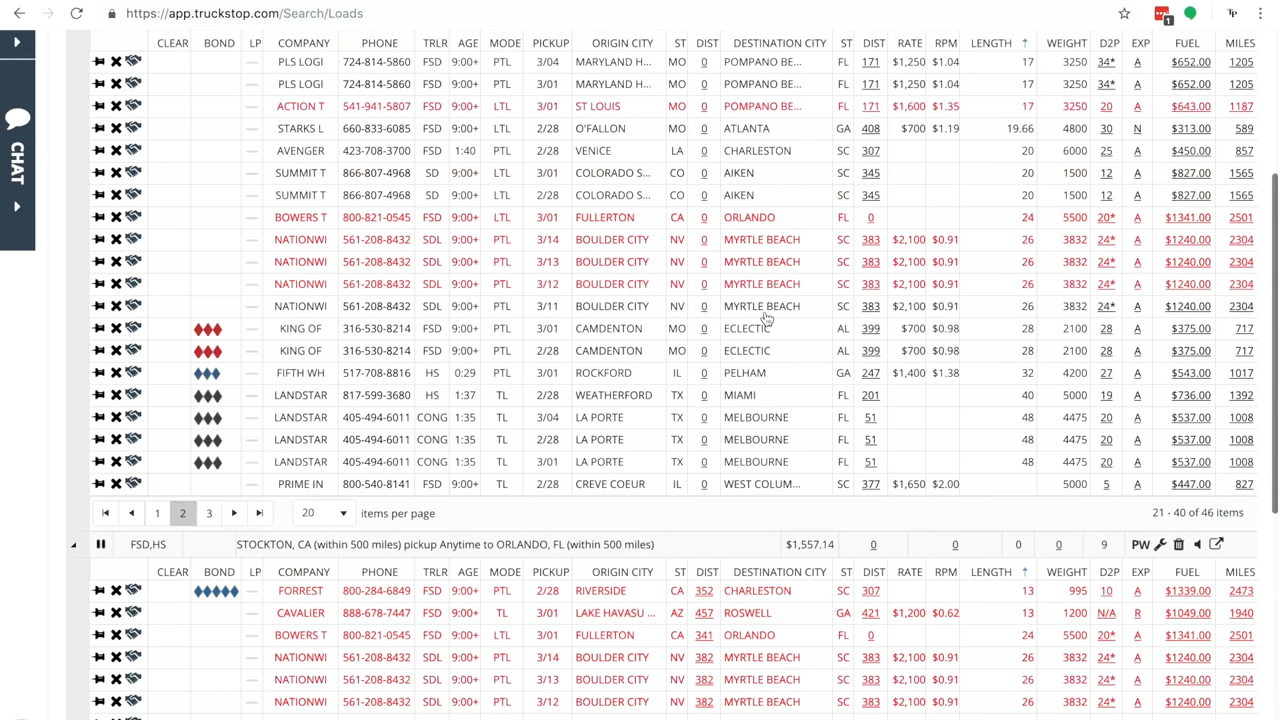 https://app.truckstop.com/Search/Loads
1
Tp
CHAT
CLEAR BOND LP COMPANY PHONE TRLR AGE MODE PICKUP ORIGIN CITY ST DIST DESTINATION CITY ST DIST RATE RPM LENGTH ↑ WEIGHT D2P EXP FUEL MILES
— PLS LOGI 724-814-5860 FSD 9:00+ PTL 3/04 MARYLAND H... MO 0 POMPANO BE... FL 171 $1,250 $1.04 17 3250 34* A $652.00 1205
— PLS LOGI 724-814-5860 FSD 9:00+ PTL 3/01 MARYLAND H... MO 0 POMPANO BE... FL 171 $1,250 $1.04 17 3250 34* A $652.00 1205
— ACTION T 541-941-5807 FSD 9:00+ LTL 3/01 ST LOUIS MO 0 POMPANO BE... FL 171 $1,600 $1.35 17 3250 20 A $643.00 1187
— STARKS L 660-833-6085 FSD 9:00+ LTL 2/28 O'FALLON MO 0 ATLANTA GA 408 $700 $1.19 19.66 4800 30 N $313.00 589
— AVENGER 423-708-3700 FSD 1:40 PTL 2/28 VENICE LA 0 CHARLESTON SC 307 20 6000 25 A $450.00 857
— SUMMIT T 866-807-4968 FSD 9:00+ PTL 3/01 COLORADO S... CO 0 AIKEN SC 345 20 1500 12 A $827.00 1565
— SUMMIT T 866-807-4968 SD 9:00+ LTL 2/28 COLORADO S... CO 0 AIKEN SC 345 20 1500 12 A $827.00 1565
— BOWERS T 800-821-0545 FSD 9:00+ LTL 3/01 FULLERTON CA 0 ORLANDO FL 0 24 5500 20* A $1341.00 2501
— NATIONWI 561-208-8432 SDL 9:00+ PTL 3/14 BOULDER CITY NV 0 MYRTLE BEACH SC 383 $2,100 $0.91 26 3832 24* A $1240.00 2304
— NATIONWI 561-208-8432 SDL 9:00+ PTL 3/13 BOULDER CITY NV 0 MYRTLE BEACH SC 383 $2,100 $0.91 26 3832 24* A $1240.00 2304
— NATIONWI 561-208-8432 SDL 9:00+ PTL 3/12 BOULDER CITY NV 0 MYRTLE BEACH SC 383 $2,100 $0.91 26 3832 24* A $1240.00 2304
— NATIONWI 561-208-8432 SDL 9:00+ PTL 3/11 BOULDER CITY NV 0 MYRTLE BEACH SC 383 $2,100 $0.91 26 3832 24* A $1240.00 2304
— KING OF 316-530-8214 FSD 9:00+ PTL 3/01 CAMDENTON MO 0 ECLECTIC AL 399 $700 $0.98 28 2100 28 A $375.00 717
— KING OF 316-530-8214 FSD 9:00+ PTL 2/28 CAMDENTON MO 0 ECLECTIC AL 399 $700 $0.98 28 2100 28 A $375.00 717
— FIFTH WH 517-708-8816 HS 0:29 PTL 3/01 ROCKFORD IL 0 PELHAM GA 247 $1,400 $1.38 32 4200 27 A $543.00 1017
— LANDSTAR 817-599-3680 HS 1:37 TL 2/28 WEATHERFORD TX 0 MIAMI FL 201 40 5000 19 A $736.00 1392
— LANDSTAR 405-494-6011 CONG 1:35 TL 3/04 LA PORTE TX 0 MELBOURNE FL 51 48 4475 20 A $537.00 1008
— LANDSTAR 405-494-6011 CONG 1:35 TL 2/28 LA PORTE TX 0 MELBOURNE FL 51 48 4475 20 A $537.00 1008
— LANDSTAR 405-494-6011 CONG 1:35 TL 3/01 LA PORTE TX 0 MELBOURNE FL 51 48 4475 20 A $537.00 1008
— PRIME IN 800-540-8141 FSD 9:00+ TL 2/28 CREVE COEUR IL 0 WEST COLUM... SC 377 $1,650 $2.00 5000 5 A $447.00 827
1 2 3 20 items per page 21 - 40 of 46 items
FSD,HS STOCKTON, CA (within 500 miles) pickup Anytime to ORLANDO, FL (within 500 miles) $1,557.14 0 0 0 0 9 PW
CLEAR BOND LP COMPANY PHONE TRLR AGE MODE PICKUP ORIGIN CITY ST DIST DESTINATION CITY ST DIST RATE RPM LENGTH ↑ WEIGHT D2P EXP FUEL MILES
— FORREST 800-284-6849 FSD 9:00+ PTL 2/28 RIVERSIDE CA 352 CHARLESTON SC 307 13 995 10 A $1339.00 2473
— CAVALIER 888-678-7447 FSD 9:00+ TL 3/01 LAKE HAVASU ... AZ 457 ROSWELL GA 421 $1,200 $0.62 13 1200 N/A R $1049.00 1940
— BOWERS T 800-821-0545 FSD 9:00+ LTL 3/01 FULLERTON CA 341 ORLANDO FL 0 24 5500 20* A $1341.00 2501
— NATIONWI 561-208-8432 SDL 9:00+ PTL 3/14 BOULDER CITY NV 382 MYRTLE BEACH SC 383 $2,100 $0.91 26 3832 24* A $1240.00 2304
— NATIONWI 561-208-8432 SDL 9:00+ PTL 3/13 BOULDER CITY NV 382 MYRTLE BEACH SC 383 $2,100 $0.91 26 3832 24* A $1240.00 2304
— NATIONWI 561-208-8432 SDL 9:00+ PTL 3/12 BOULDER CITY NV 382 MYRTLE BEACH SC 383 $2,100 $0.91 26 3832 24* A $1240.00 2304